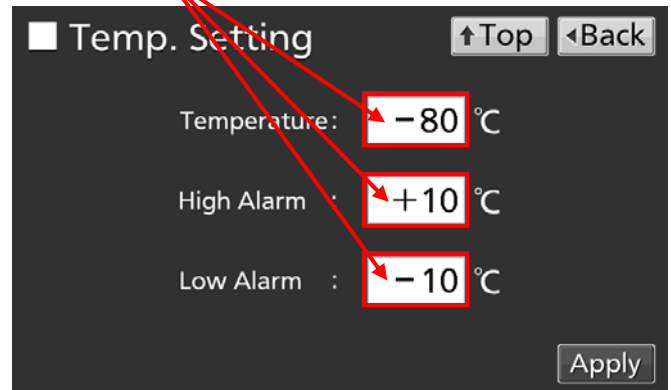 ■ Temp. Setting ↑Top ◂Back
Temperature: −80 ℃
High Alarm : +10 ℃
Low Alarm : −10 ℃
Apply